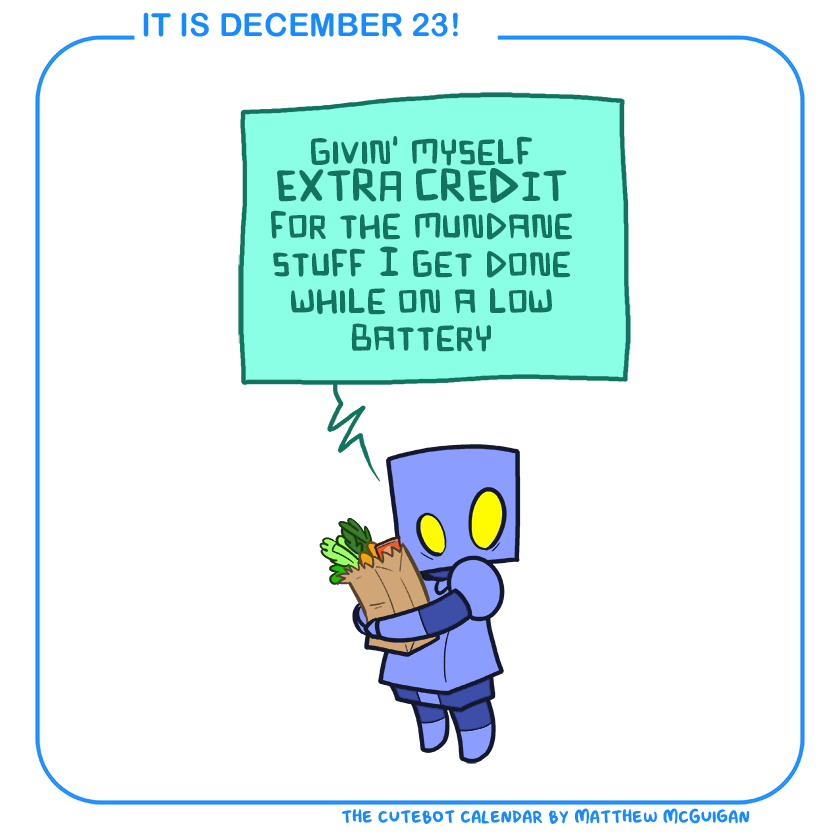 IT IS DECEMBER 23!
GIVIN' MYSELF
EXTRA CREDIT
FOR THE MUNDANE
STUFF I GET DONE
WHILE ON A LOW
BATTERY
THE CUTEBOT CALENDAR BY MATTHEW MCGUIGAN